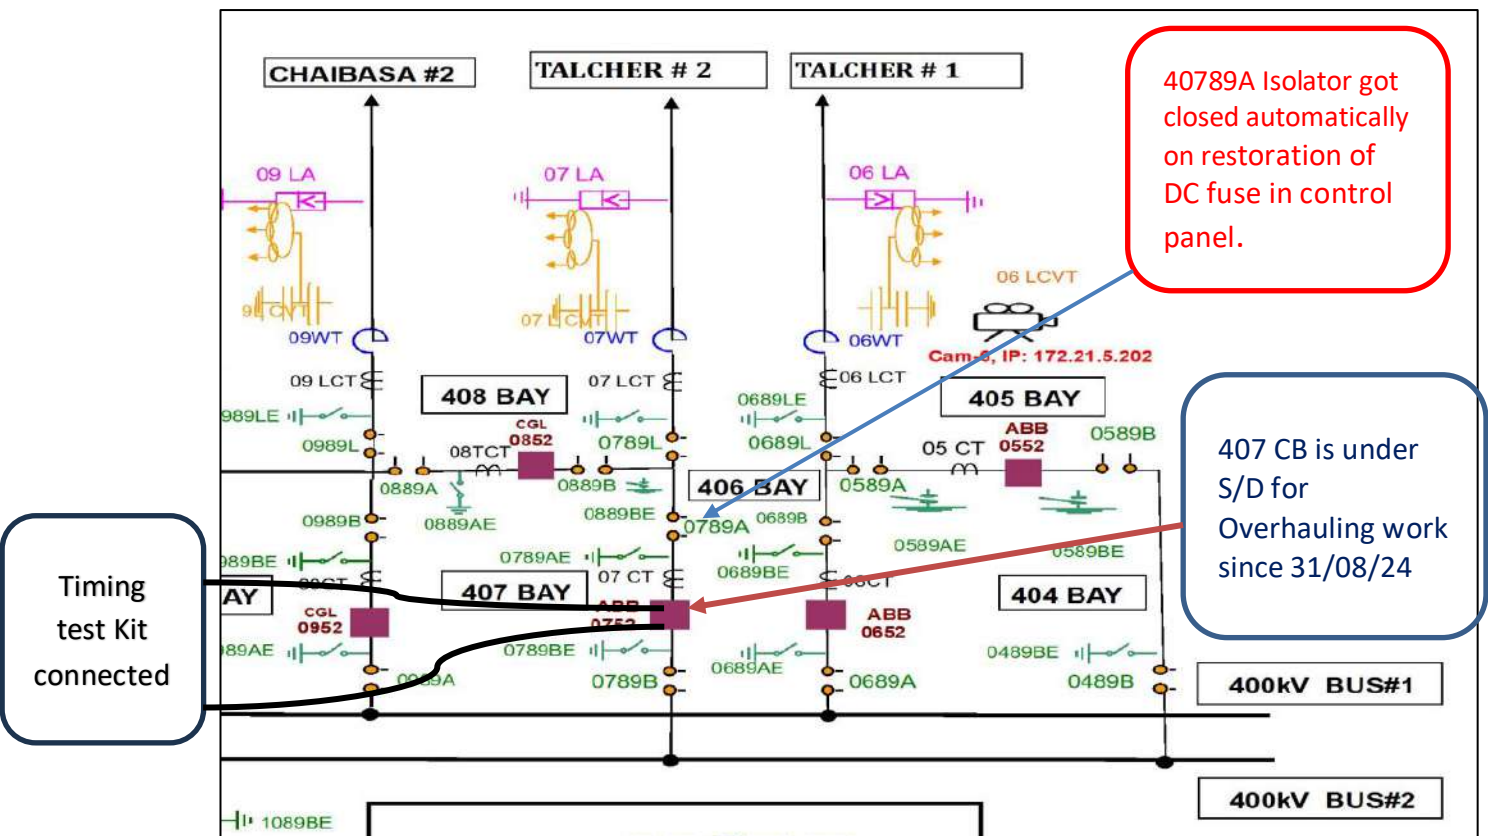 CHAIBASA #2
TALCHER # 2
TALCHER # 1
40789A Isolator got
closed automatically
on restoration of
DC fuse in control
panel.
09 LA
07 LA
06 LA
06 LCVT
07 LCVT
09WT
07WT
06WT
Cam-6, IP: 172.21.5.202
09 LCT
408 BAY
07 LCT
06 LCT
405 BAY
989LE
0689LE
CGL
0852
ABB
0552
0589B
0989L
08TCT
0789L
0689L
05 CT
0889A
0889B
406 BAY
0589A
0889AE
0889BE
0989B
0789A
0689B
407 CB is under
S/D for
Overhauling work
since 31/08/24
989BE
0789AE
0689BE
0589AE
0589BE
Timing
test Kit
connected
AY
407 BAY
07 CT
404 BAY
CGL
0952
ABB
0752
ABB
0652
89AE
0789BE
0689AE
0489BE
0989A
0789B
0689A
0489B
400kV BUS#1
400kV BUS#2
1089BE